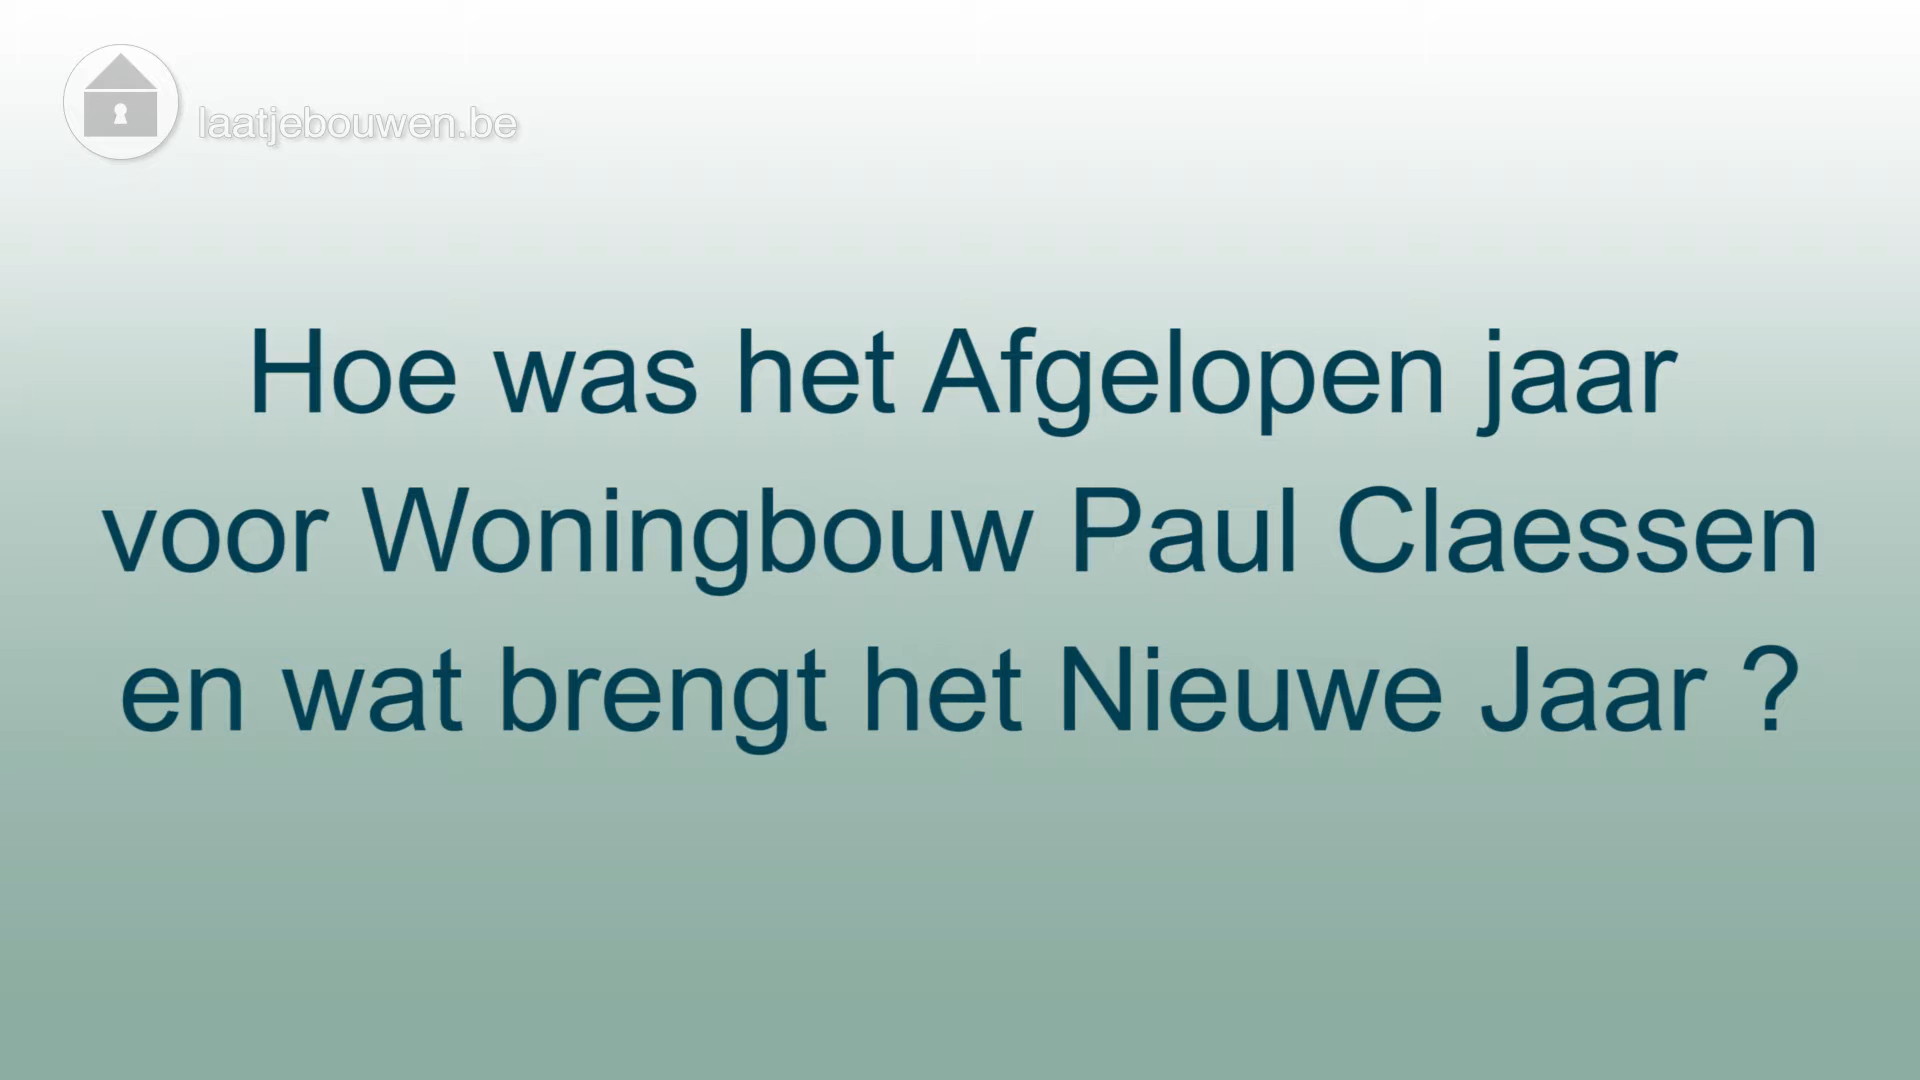 laatjebouwen.be
Hoe was het Afgelopen jaar
voor Woningbouw Paul Claessen
en wat brengt het Nieuwe Jaar ?